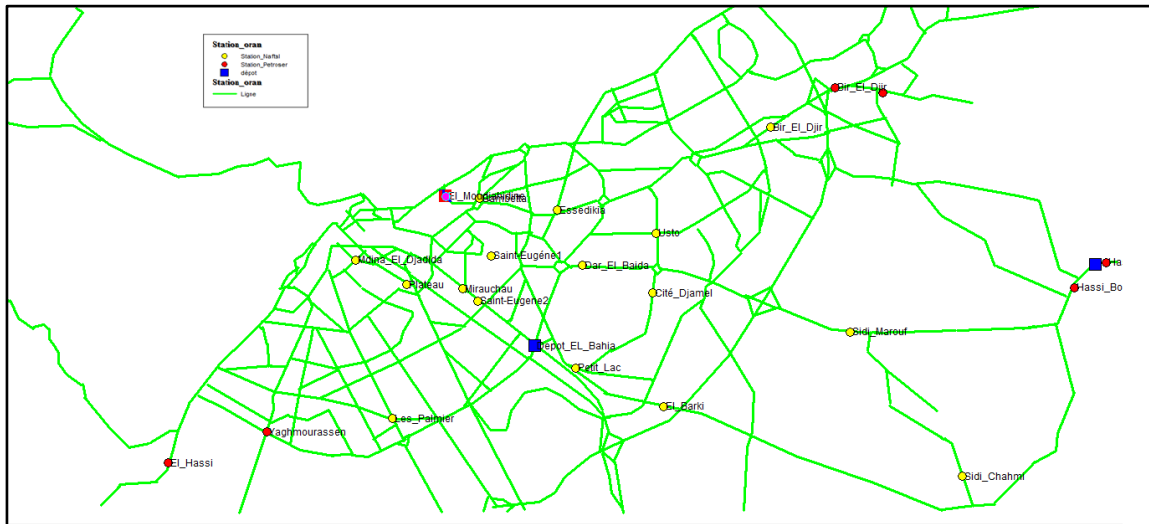 Station_oran
Station_Naftal
Station_Petroser
dépot
Station_oran
Ligne
Bir_El_Djir
Bir_El_Djir
Essedikia
Usto
Mdina_El_Djadida
Saint-Eugéne1
Dar_El_Baida
Ha
Plateau
Mirauchau
Cité_Djamel
Hassi_Bo
Saint-Eugene2
Sidi_Marouf
Depot_EL_Bahia
Petit_Lac
El_Barki
Les_Palmier
Yaghmourassen
El_Hassi
Sidi_Chahmi